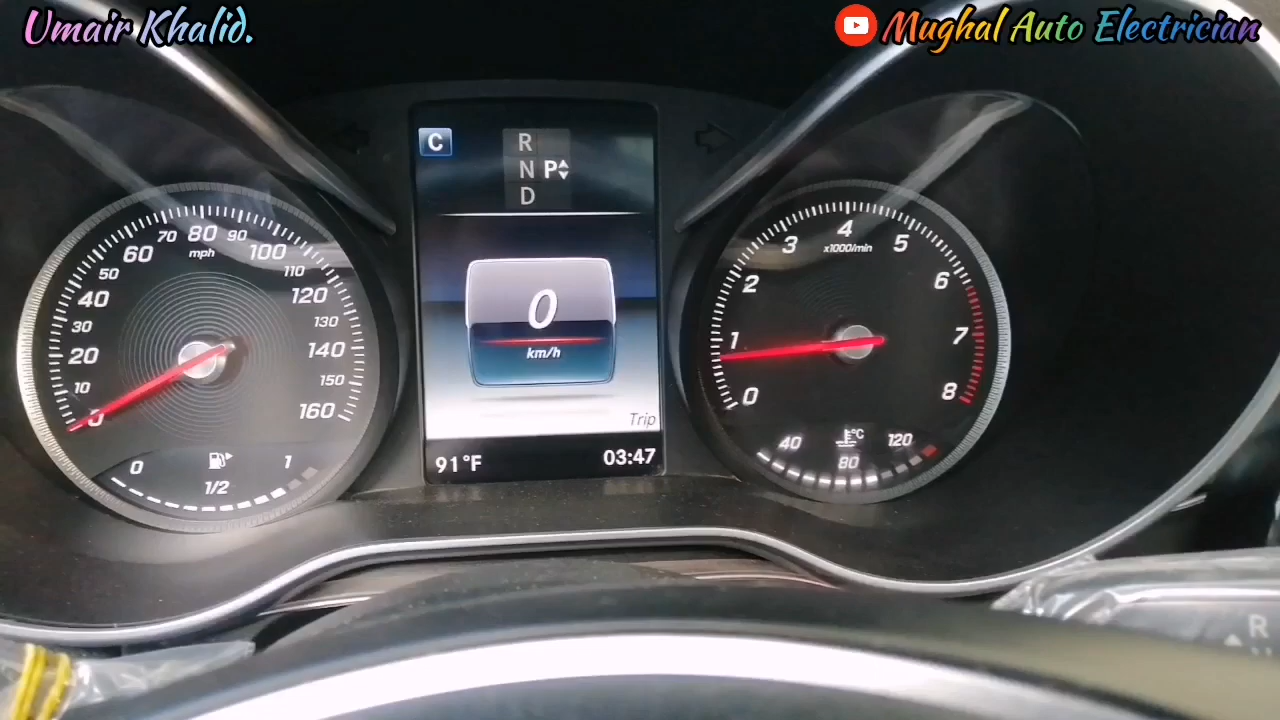 Umair Khalid.
Mughal Auto Electrician
C
R
N P
D
0
km/h
Trip
91°F 03:47
0 10 20 30 40 50 60 70 80 90 100 110 120 130 140 150 160
mph
0 1/2 1
0 1 2 3 4 5 6 7 8
x1000/min
40 80 120
°C
R